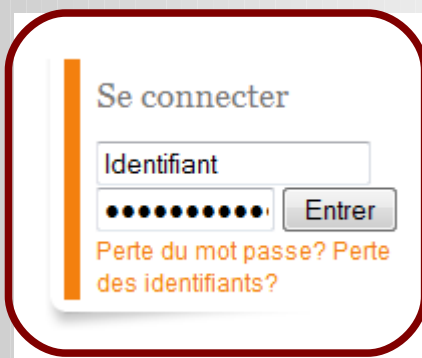 Se connecter
Identifiant
●●●●●●●●●●● Entrer
Perte du mot passe? Perte
des identifiants?